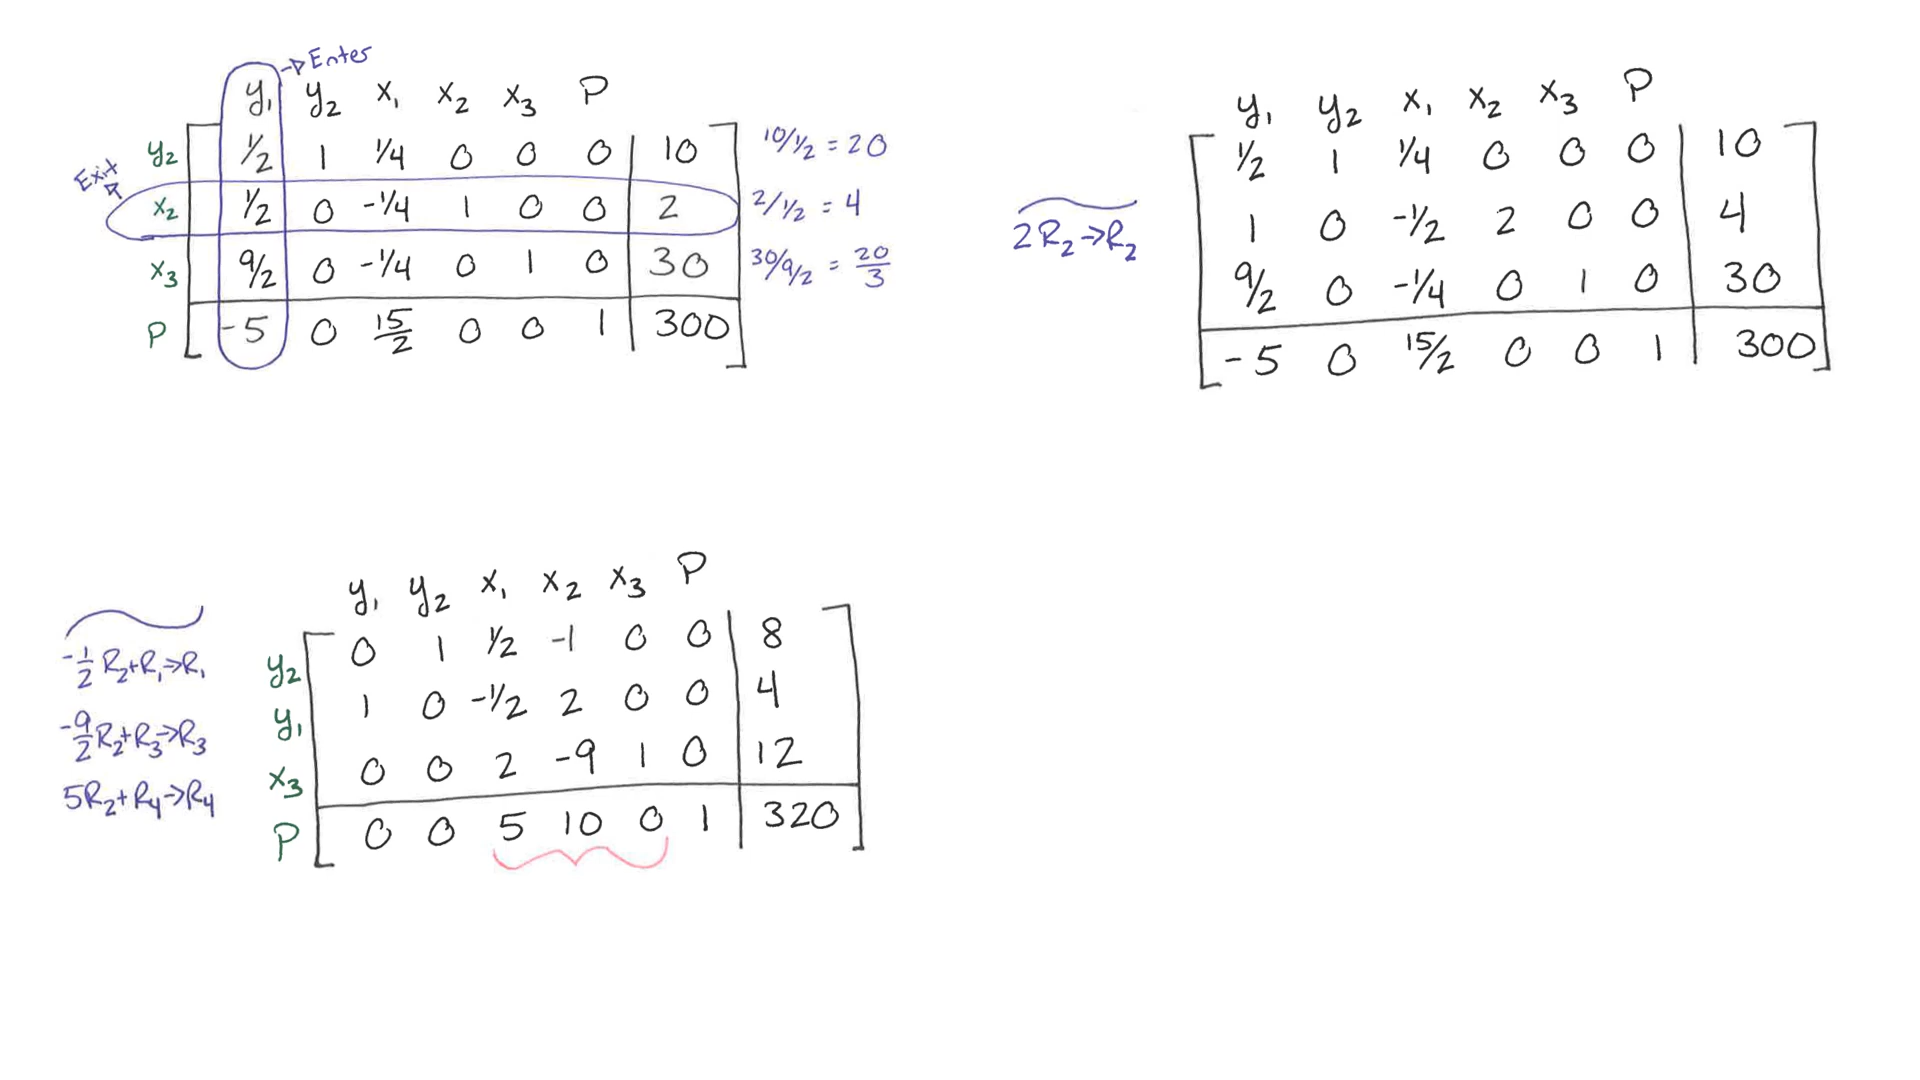 → Enter
y₁ y₂ x₁ x₂ x₃ P
y₂ 1/2 1 1/4 0 0 0 | 10 10/1/2 = 20
Exit
x₂ 1/2 0 -1/4 1 0 0 | 2 2/1/2 = 4
x₃ 9/2 0 -1/4 0 1 0 | 30 30/9/2 = 20/3
P -5 0 15/2 0 0 1 | 300
y₁ y₂ x₁ x₂ x₃ P
1/2 1 1/4 0 0 0 | 10
2R₂→R₂ 1 0 -1/2 2 0 0 | 4
9/2 0 -1/4 0 1 0 | 30
-5 0 15/2 0 0 1 | 300
y₁ y₂ x₁ x₂ x₃ P
-1/2 R₂+R₁→R₁ y₂ 0 1 1/2 -1 0 0 | 8
-9/2 R₂+R₃→R₃ y₁ 1 0 -1/2 2 0 0 | 4
5R₂+R₄→R₄ x₃ 0 0 2 -9 1 0 | 12
P 0 0 5 10 0 1 | 320